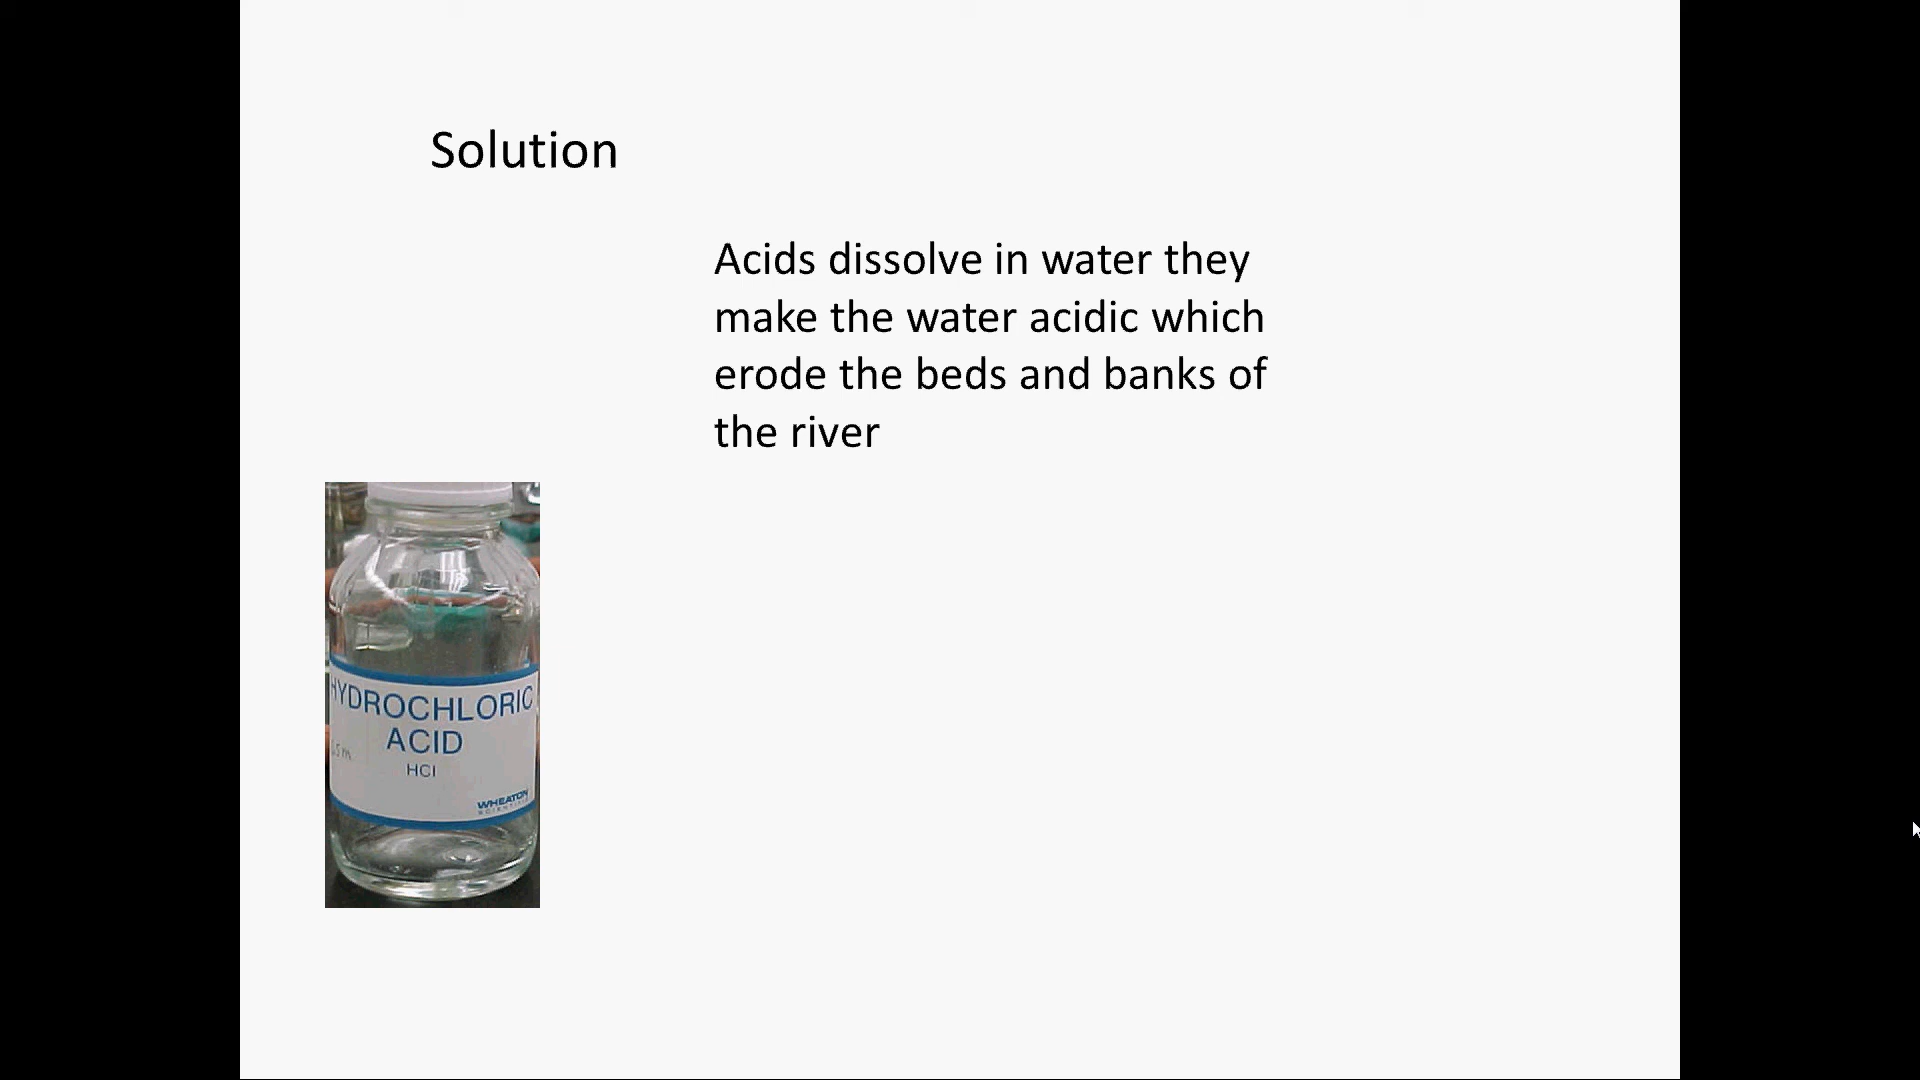 Solution
Acids dissolve in water they
make the water acidic which
erode the beds and banks of
the river
HYDROCHLORIC
ACID
HCl
WHEATON